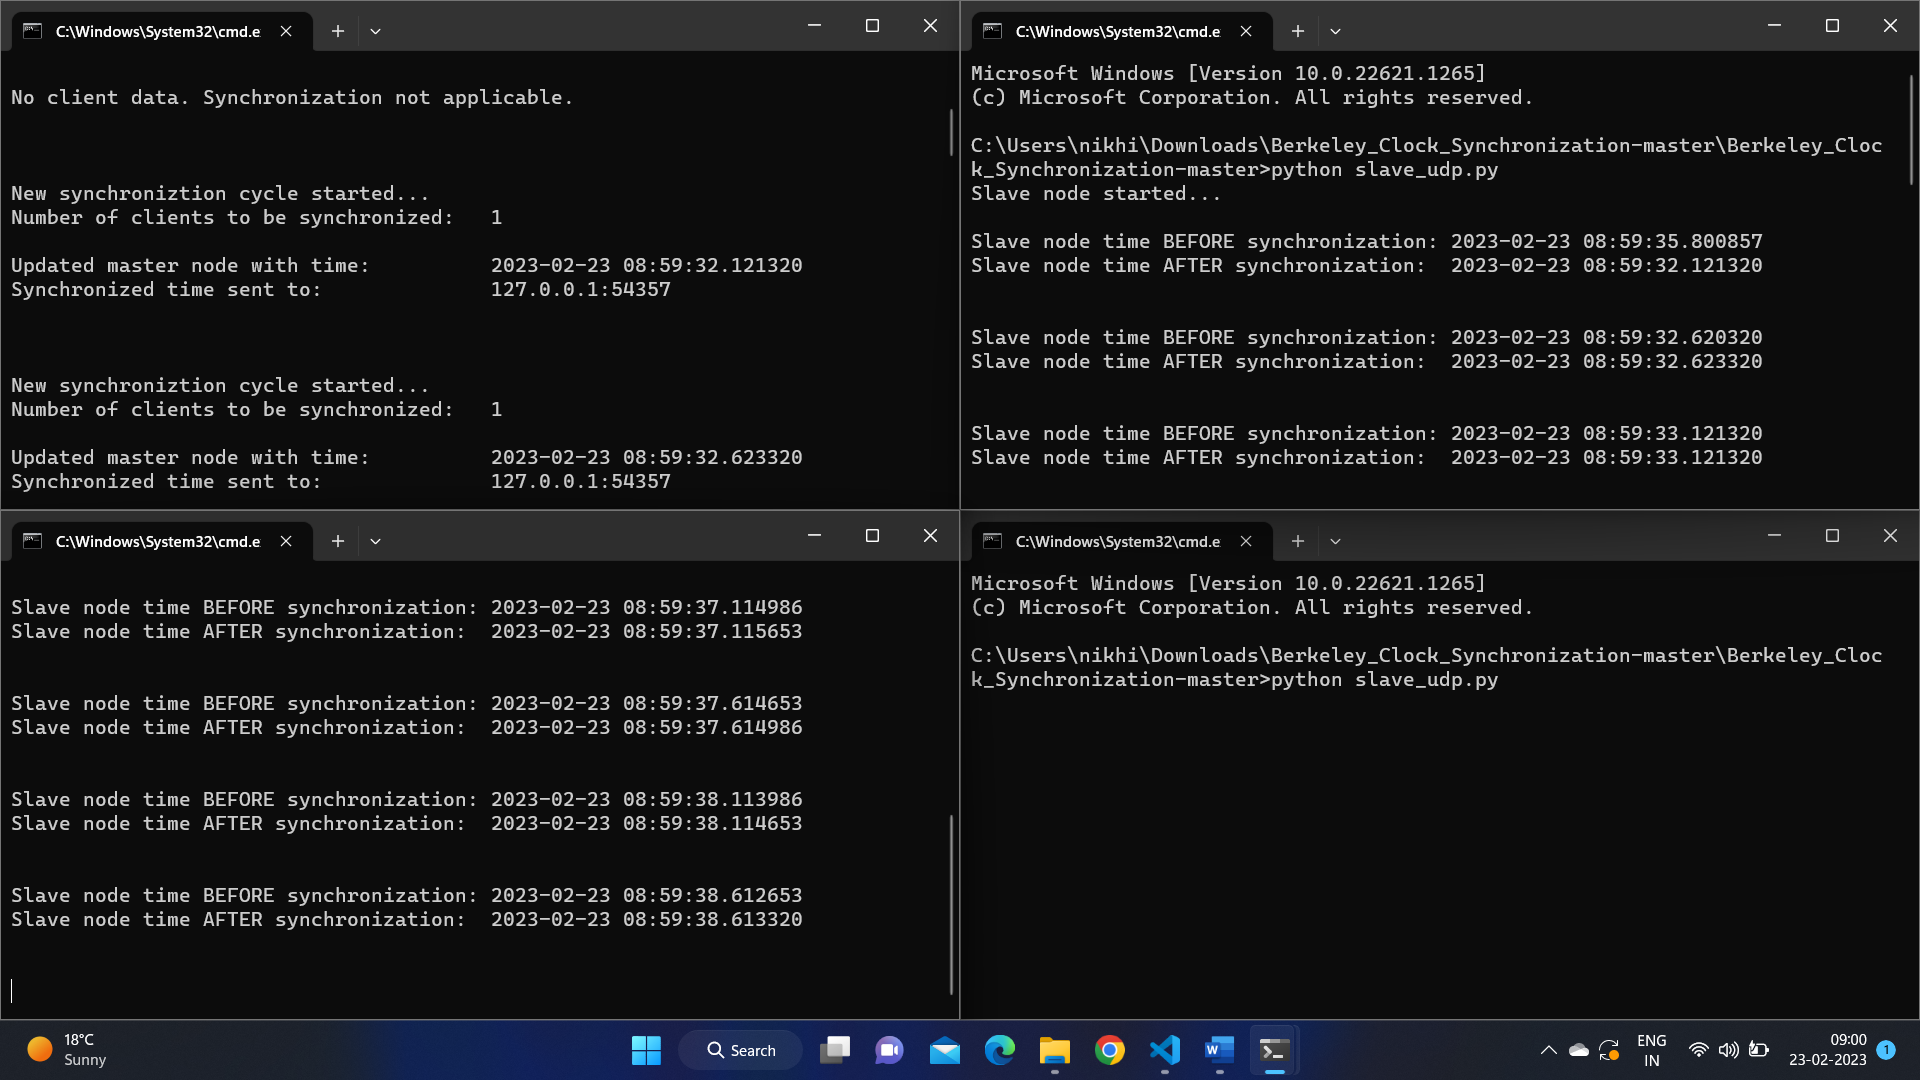 C:\Windows\System32\cmd.e
No client data. Synchronization not applicable.
New synchroniztion cycle started...
Number of clients to be synchronized:   1
Updated master node with time:          2023-02-23 08:59:32.121320
Synchronized time sent to:              127.0.0.1:54357
New synchroniztion cycle started...
Number of clients to be synchronized:   1
Updated master node with time:          2023-02-23 08:59:32.623320
Synchronized time sent to:              127.0.0.1:54357
C:\Windows\System32\cmd.e
Microsoft Windows [Version 10.0.22621.1265]
(c) Microsoft Corporation. All rights reserved.
C:\Users\nikhi\Downloads\Berkeley_Clock_Synchronization-master\Berkeley_Cloc
k_Synchronization-master>python slave_udp.py
Slave node started...
Slave node time BEFORE synchronization: 2023-02-23 08:59:35.800857
Slave node time AFTER synchronization:  2023-02-23 08:59:32.121320
Slave node time BEFORE synchronization: 2023-02-23 08:59:32.620320
Slave node time AFTER synchronization:  2023-02-23 08:59:32.623320
Slave node time BEFORE synchronization: 2023-02-23 08:59:33.121320
Slave node time AFTER synchronization:  2023-02-23 08:59:33.121320
C:\Windows\System32\cmd.e
Slave node time BEFORE synchronization: 2023-02-23 08:59:37.114986
Slave node time AFTER synchronization:  2023-02-23 08:59:37.115653
Slave node time BEFORE synchronization: 2023-02-23 08:59:37.614653
Slave node time AFTER synchronization:  2023-02-23 08:59:37.614986
Slave node time BEFORE synchronization: 2023-02-23 08:59:38.113986
Slave node time AFTER synchronization:  2023-02-23 08:59:38.114653
Slave node time BEFORE synchronization: 2023-02-23 08:59:38.612653
Slave node time AFTER synchronization:  2023-02-23 08:59:38.613320
C:\Windows\System32\cmd.e
Microsoft Windows [Version 10.0.22621.1265]
(c) Microsoft Corporation. All rights reserved.
C:\Users\nikhi\Downloads\Berkeley_Clock_Synchronization-master\Berkeley_Cloc
k_Synchronization-master>python slave_udp.py
18°C
Sunny
Search
W
ENG
IN
09:00
23-02-2023
1